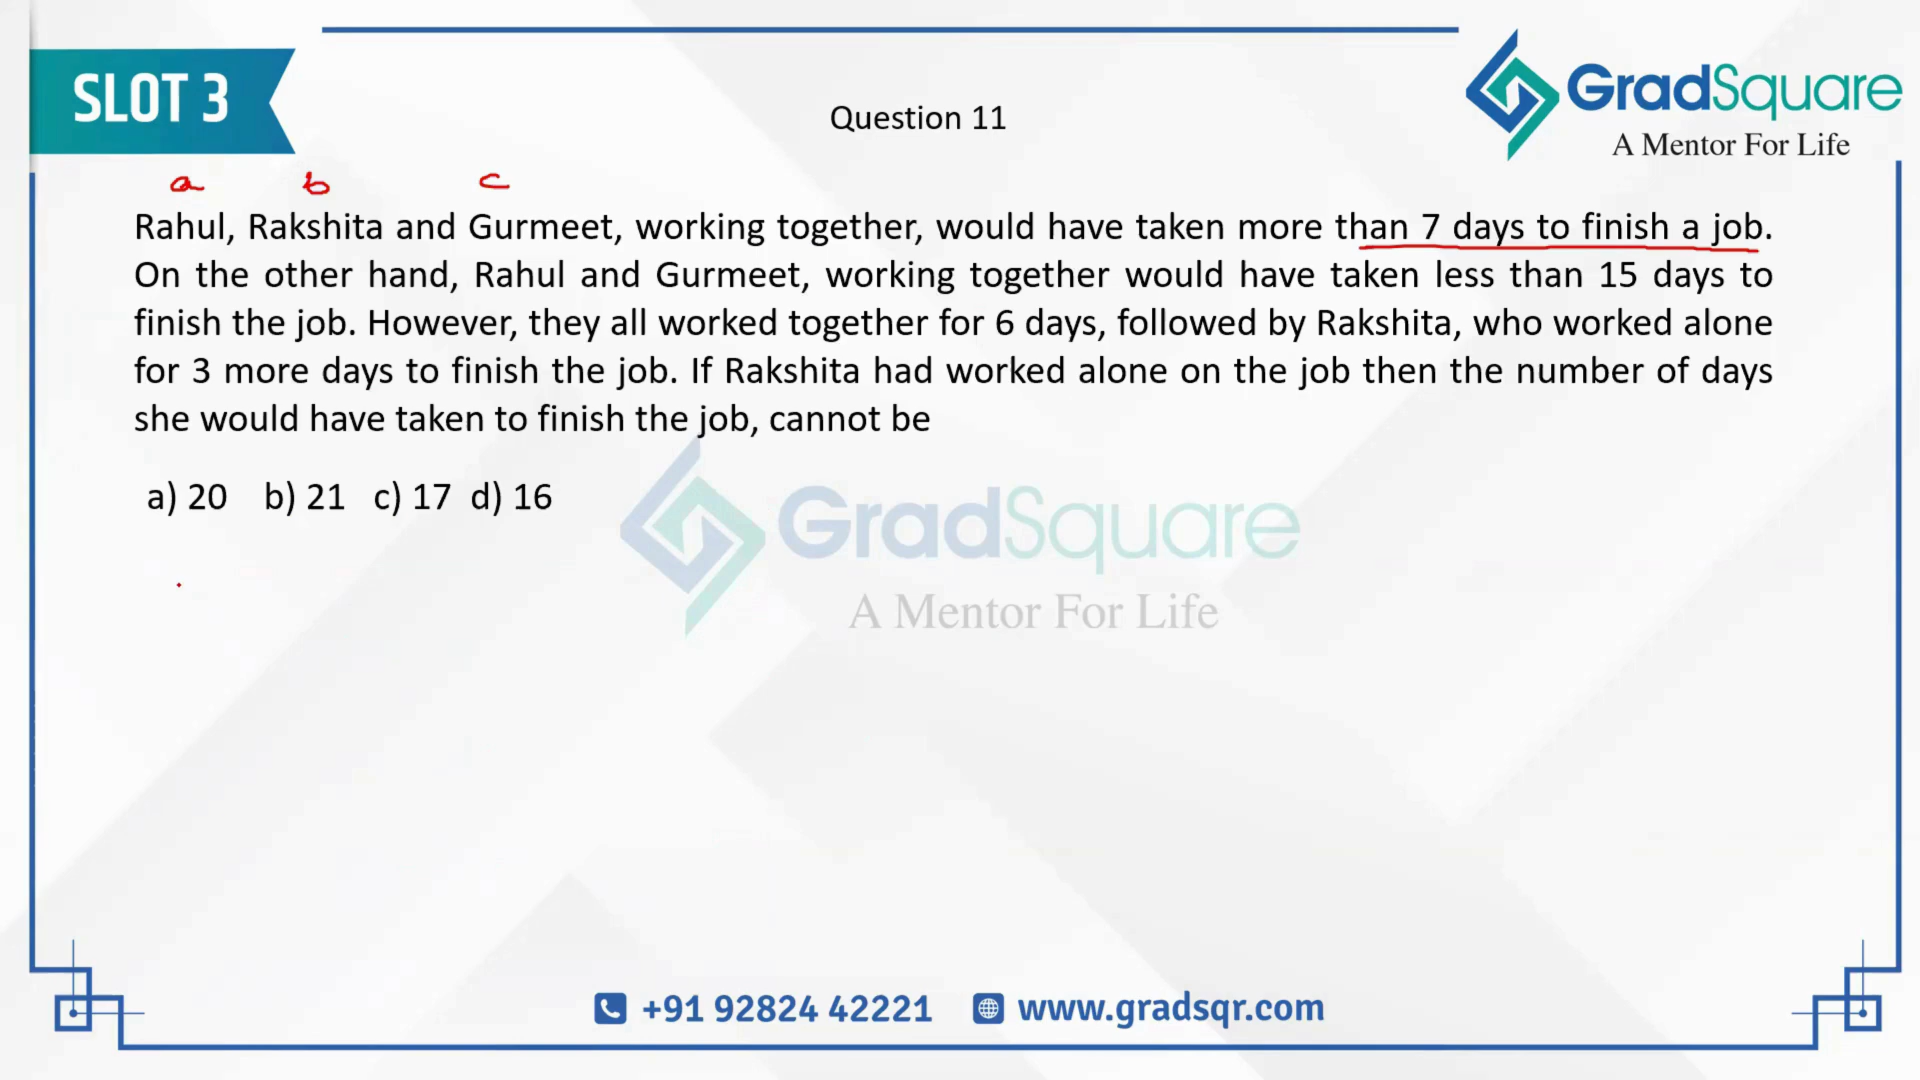 SLOT 3
GradSquare
A Mentor For Life
Question 11
a b c
Rahul, Rakshita and Gurmeet, working together, would have taken more than 7 days to finish a job.
On the other hand, Rahul and Gurmeet, working together would have taken less than 15 days to
finish the job. However, they all worked together for 6 days, followed by Rakshita, who worked alone
for 3 more days to finish the job. If Rakshita had worked alone on the job then the number of days
she would have taken to finish the job, cannot be
a) 20 b) 21 c) 17 d) 16
GradSquare
A Mentor For Life
+91 92824 42221 www.gradsqr.com